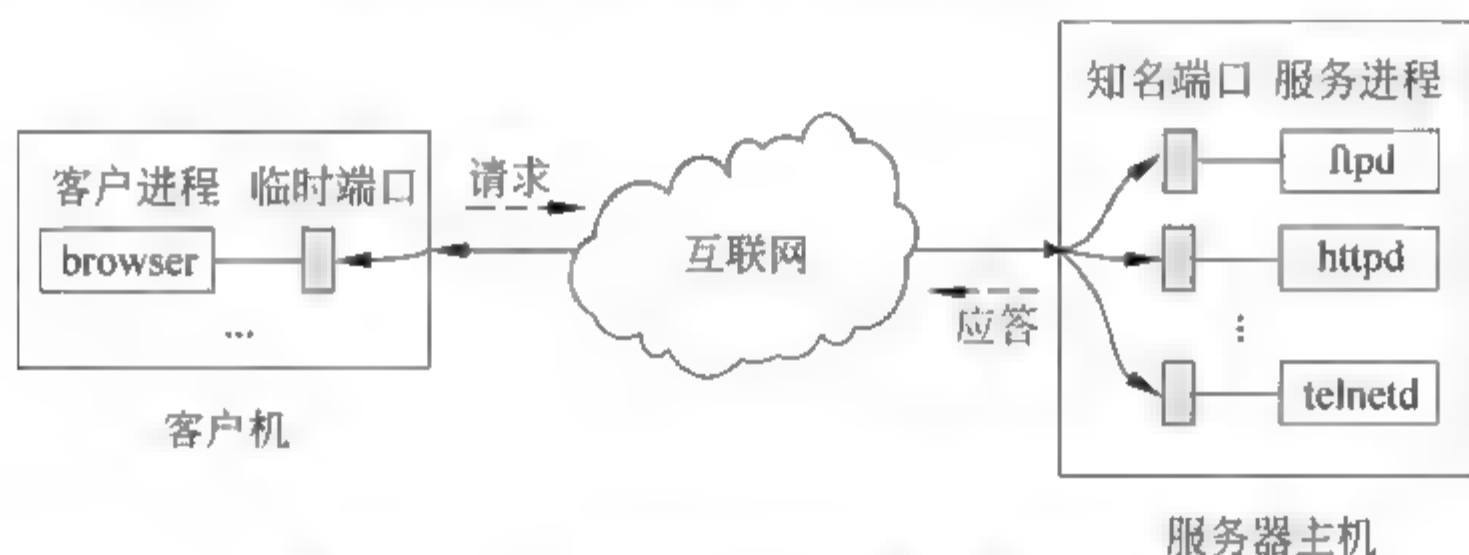 知名端口 服务进程
客户进程 临时端口
请求
ftpd
browser
互联网
httpd
...
应答
⋮
telnetd
客户机
服务器主机